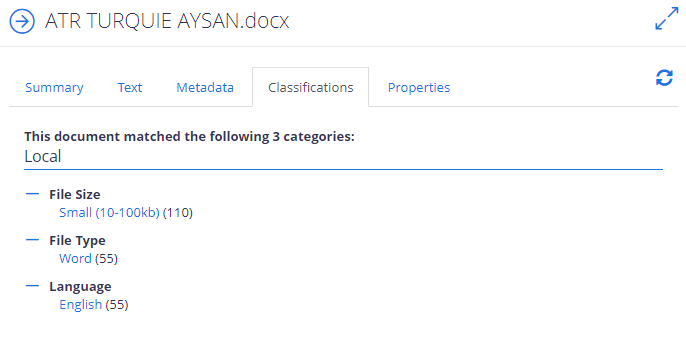 ATR TURQUIE AYSAN.docx
Summary Text Metadata Classifications Properties
This document matched the following 3 categories:
Local
File Size
Small (10-100kb) (110)
File Type
Word (55)
Language
English (55)